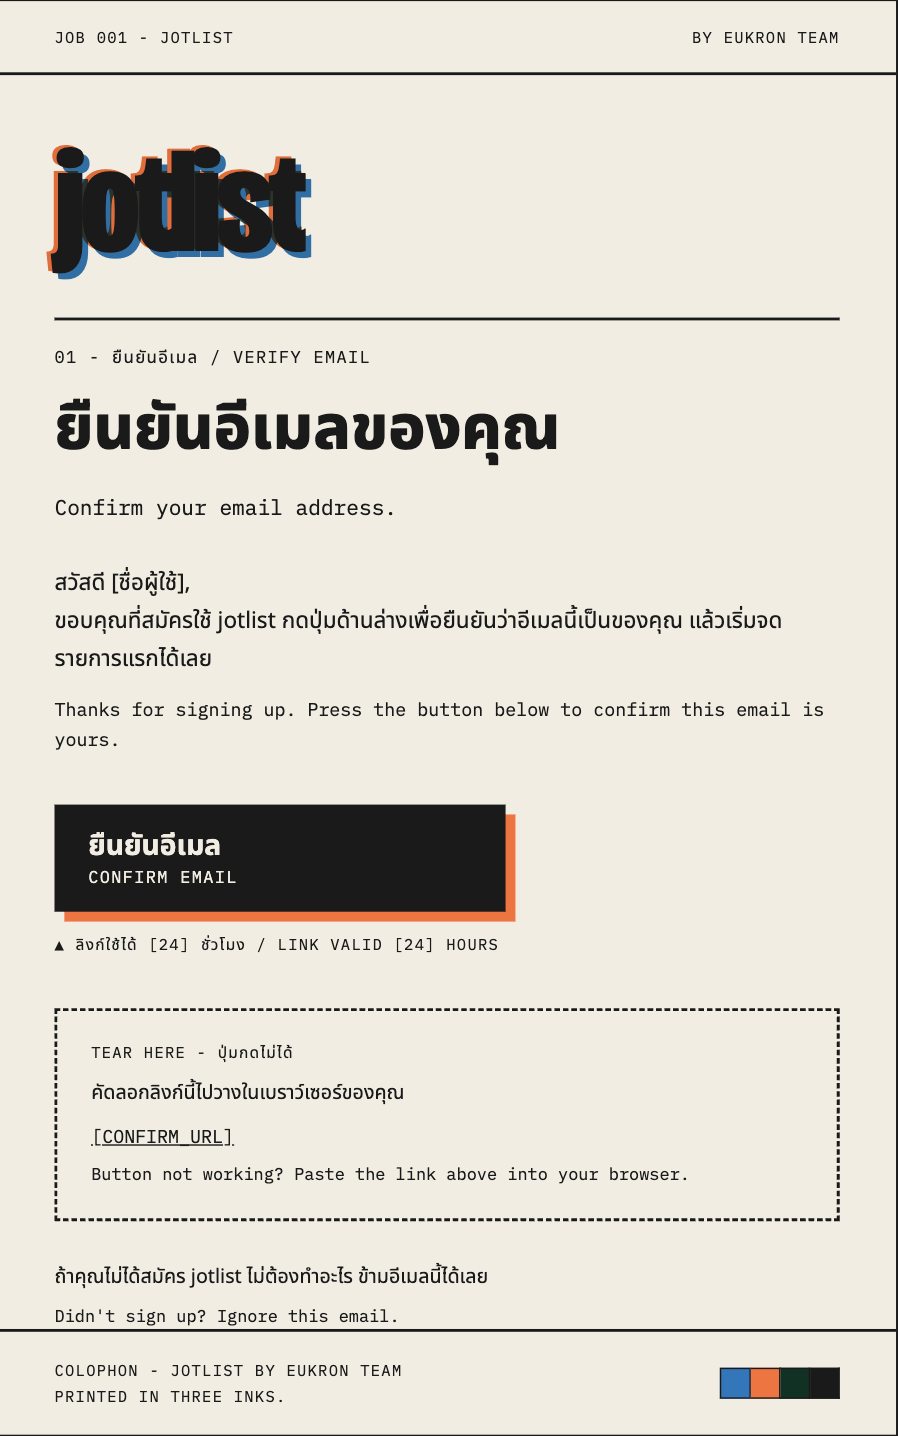 JOB 001 - JOTLIST
BY EUKRON TEAM
jotlist
01 - ยืนยันอีเมล / VERIFY EMAIL
ยืนยันอีเมลของคุณ
Confirm your email address.
สวัสดี [ชื่อผู้ใช้],
ขอบคุณที่สมัครใช้ jotlist กดปุ่มด้านล่างเพื่อยืนยันว่าอีเมลนี้เป็นของคุณ แล้วเริ่มจด
รายการแรกได้เลย
Thanks for signing up. Press the button below to confirm this email is
yours.
ยืนยันอีเมล
CONFIRM EMAIL
▲ ลิงก์ใช้ได้ [24] ชั่วโมง / LINK VALID [24] HOURS
TEAR HERE - ปุ่มกดไม่ได้
คัดลอกลิงก์นี้ไปวางในเบราว์เซอร์ของคุณ
[CONFIRM_URL]
Button not working? Paste the link above into your browser.
ถ้าคุณไม่ได้สมัคร jotlist ไม่ต้องทำอะไร ข้ามอีเมลนี้ได้เลย
Didn't sign up? Ignore this email.
COLOPHON - JOTLIST BY EUKRON TEAM
PRINTED IN THREE INKS.